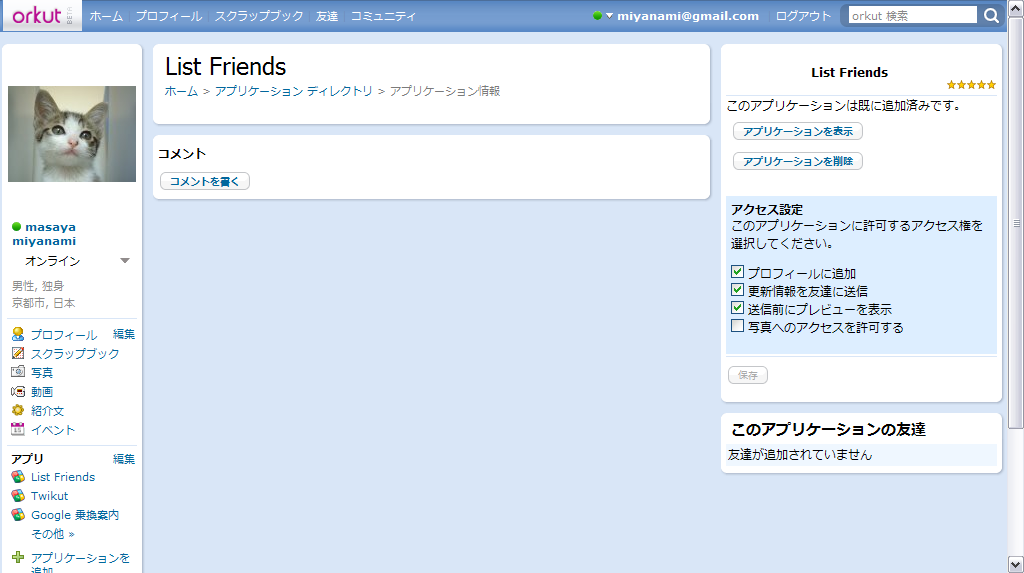 orkut BETA
ホーム | プロフィール スクラップブック 友達 コミュニティ
miyanami@gmail.com | ログアウト
orkut 検索
masaya
miyanami
オンライン
男性, 独身
京都市, 日本
プロフィール 編集
スクラップブック
写真
動画
紹介文
イベント
アプリ 編集
List Friends
Twikut
Google 乗換案内
その他 »
アプリケーションを
追加
List Friends
ホーム > アプリケーション ディレクトリ > アプリケーション情報
コメント
コメントを書く
List Friends
このアプリケーションは既に追加済みです。
アプリケーションを表示
アプリケーションを削除
アクセス設定
このアプリケーションに許可するアクセス権を
選択してください。
プロフィールに追加
更新情報を友達に送信
送信前にプレビューを表示
写真へのアクセスを許可する
保存
このアプリケーションの友達
友達が追加されていません